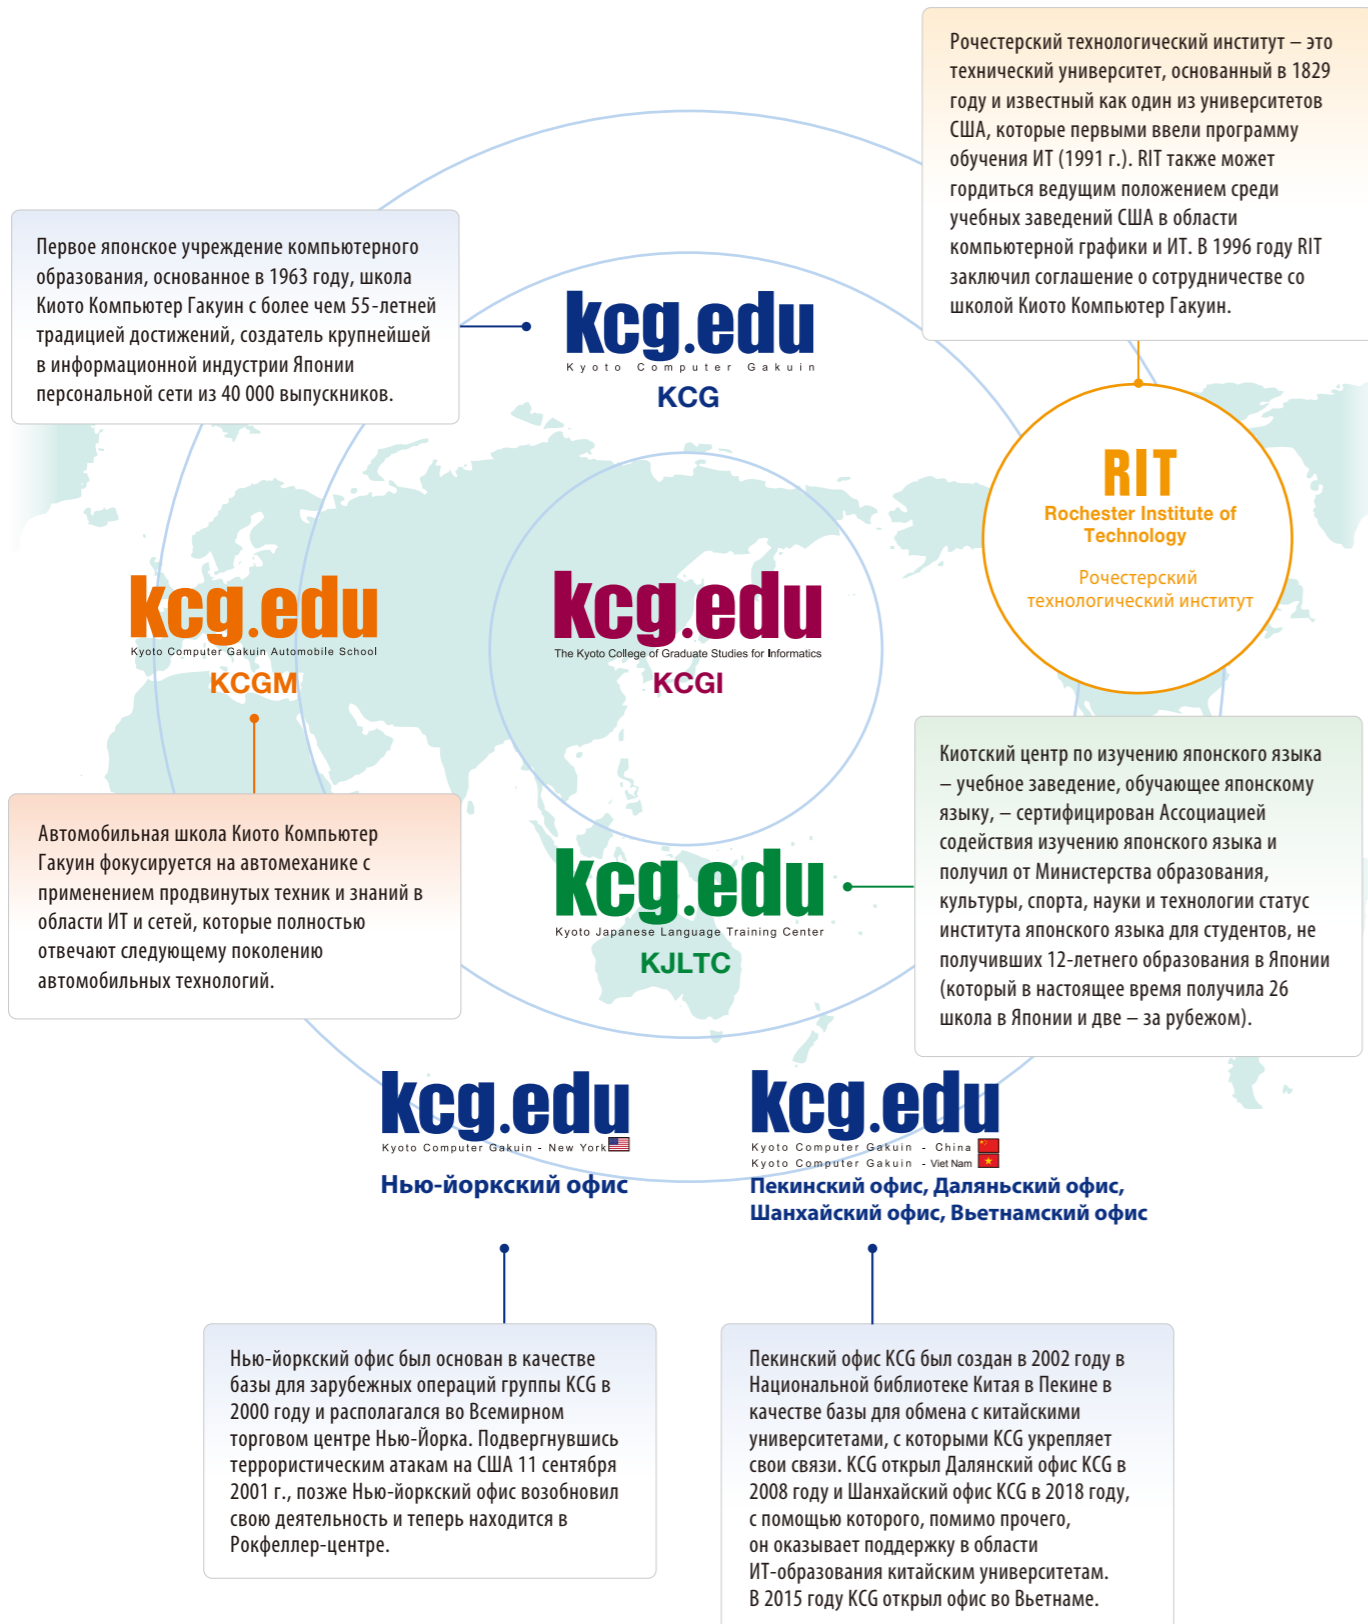 Рочестерский технологический институт – это
технический университет, основанный в 1829
году и известный как один из университетов
США, которые первыми ввели программу
обучения ИТ (1991 г.). RIT также может
гордиться ведущим положением среди
учебных заведений США в области
компьютерной графики и ИТ. В 1996 году RIT
заключил соглашение о сотрудничестве со
школой Киото Компьютер Гакуин.
Первое японское учреждение компьютерного
образования, основанное в 1963 году, школа
Киото Компьютер Гакуин с более чем 55-летней
традицией достижений, создатель крупнейшей
в информационной индустрии Японии
персональной сети из 40 000 выпускников.
kcg.edu
Kyoto Computer Gakuin
KCG
RIT
Rochester Institute of
Technology
Рочестерский
технологический институт
kcg.edu
Kyoto Computer Gakuin Automobile School
KCGM
kcg.edu
The Kyoto College of Graduate Studies for Informatics
KCGI
Автомобильная школа Киото Компьютер
Гакуин фокусируется на автомеханике с
применением продвинутых техник и знаний в
области ИТ и сетей, которые полностью
отвечают следующему поколению
автомобильных технологий.
kcg.edu
Kyoto Japanese Language Training Center
KJLTC
Киотский центр по изучению японского языка
– учебное заведение, обучающее японскому
языку, – сертифицирован Ассоциацией
содействия изучению японского языка и
получил от Министерства образования,
культуры, спорта, науки и технологии статус
института японского языка для студентов, не
получивших 12-летнего образования в Японии
(который в настоящее время получила 26
школа в Японии и две – за рубежом).
kcg.edu
Kyoto Computer Gakuin - New York
Нью-йоркский офис
kcg.edu
Kyoto Computer Gakuin - China
Kyoto Computer Gakuin - Viet Nam
Пекинский офис, Даляньский офис,
Шанхайский офис, Вьетнамский офис
Нью-йоркский офис был основан в качестве
базы для зарубежных операций группы KCG в
2000 году и располагался во Всемирном
торговом центре Нью-Йорка. Подвергнувшись
террористическим атакам на США 11 сентября
2001 г., позже Нью-йоркский офис возобновил
свою деятельность и теперь находится в
Рокфеллер-центре.
Пекинский офис KCG был создан в 2002 году в
Национальной библиотеке Китая в Пекине в
качестве базы для обмена с китайскими
университетами, с которыми KCG укрепляет
свои связи. KCG открыл Далянский офис KCG в
2008 году и Шанхайский офис KCG в 2018 году,
с помощью которого, помимо прочего,
он оказывает поддержку в области
ИТ-образования китайским университетам.
В 2015 году KCG открыл офис во Вьетнаме.